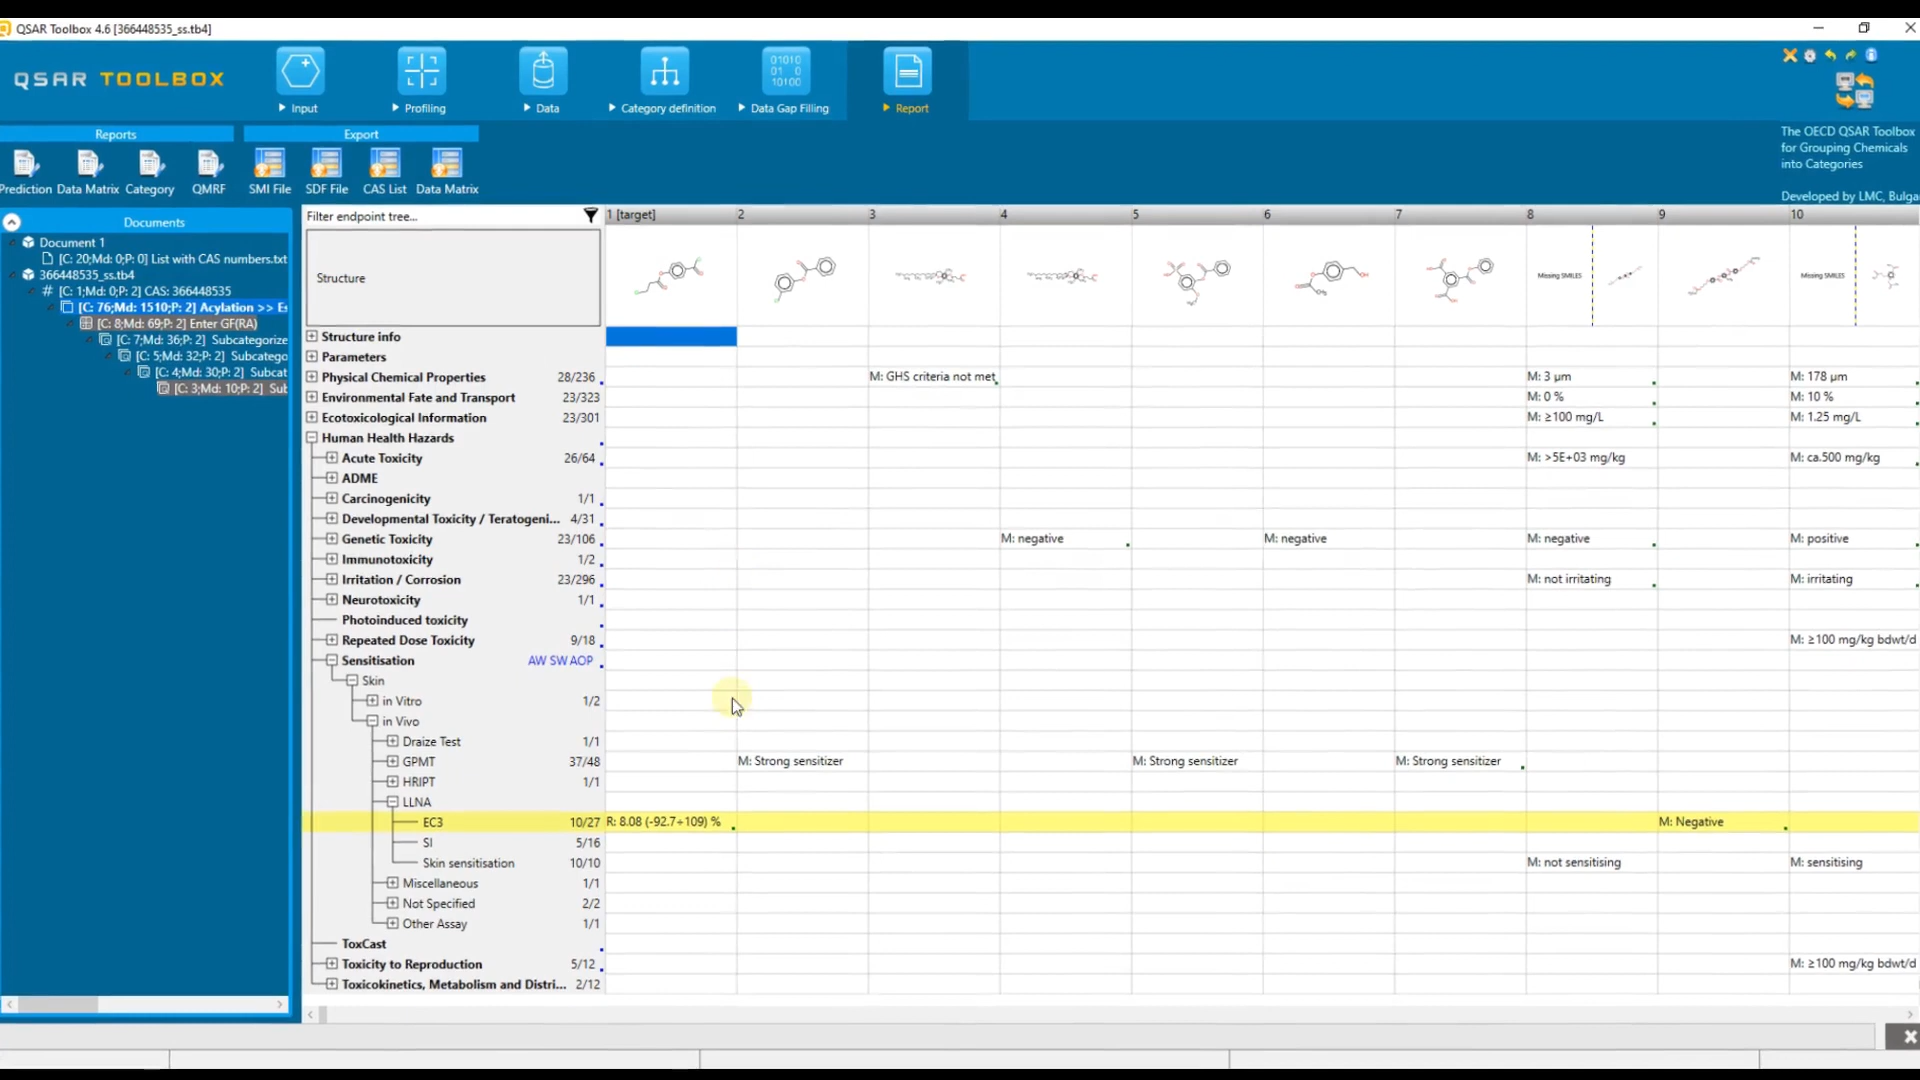 QSAR Toolbox 4.6 [366448535_ss.tb4]
QSAR TOOLBOX
Input
Profiling
Data
Category definition
Data Gap Filling
Report
The OECD QSAR Toolbox
for Grouping Chemicals
into Categories
Developed by LMC, Bulga
Reports
Export
Prediction
Data Matrix
Category
QMRF
SMI File
SDF File
CAS List
Data Matrix
Documents
Document 1
[C: 20;Md: 0;P: 0] List with CAS numbers.txt
366448535_ss.tb4
# [C: 1;Md: 0;P: 2] CAS: 366448535
[C: 76;Md: 1510;P: 2] Acylation >> Es
[C: 8;Md: 69;P: 2] Enter GF(RA)
[C: 7;Md: 36;P: 2] Subcategorize
[C: 5;Md: 32;P: 2] Subcatego
[C: 4;Md: 30;P: 2] Subcat
[C: 3;Md: 10;P: 2] Sub
Filter endpoint tree...
1 [target] 2 3 4 5 6 7 8 9 10
Structure
Missing SMILES
Missing SMILES
Structure info
Parameters
Physical Chemical Properties 28/236 M: GHS criteria not met M: 3 µm M: 178 µm
Environmental Fate and Transport 23/323 M: 0 % M: 10 %
Ecotoxicological Information 23/301 M: ≥100 mg/L M: 1.25 mg/L
Human Health Hazards
Acute Toxicity 26/64 M: >5E+03 mg/kg M: ca.500 mg/kg
ADME
Carcinogenicity 1/1
Developmental Toxicity / Teratogeni... 4/31
Genetic Toxicity 23/106 M: negative M: negative M: negative M: positive
Immunotoxicity 1/2
Irritation / Corrosion 23/296 M: not irritating M: irritating
Neurotoxicity 1/1
Photoinduced toxicity
Repeated Dose Toxicity 9/18 M: ≥100 mg/kg bdwt/d
Sensitisation AW SW AOP
Skin
in Vitro 1/2
in Vivo
Draize Test 1/1
GPMT 37/48 M: Strong sensitizer M: Strong sensitizer M: Strong sensitizer
HRIPT 1/1
LLNA
EC3 10/27 R: 8.08 (-92.7÷109) % M: Negative
SI 5/16
Skin sensitisation 10/10 M: not sensitising M: sensitising
Miscellaneous 1/1
Not Specified 2/2
Other Assay 1/1
ToxCast
Toxicity to Reproduction 5/12 M: ≥100 mg/kg bdwt/d
Toxicokinetics, Metabolism and Distri... 2/12